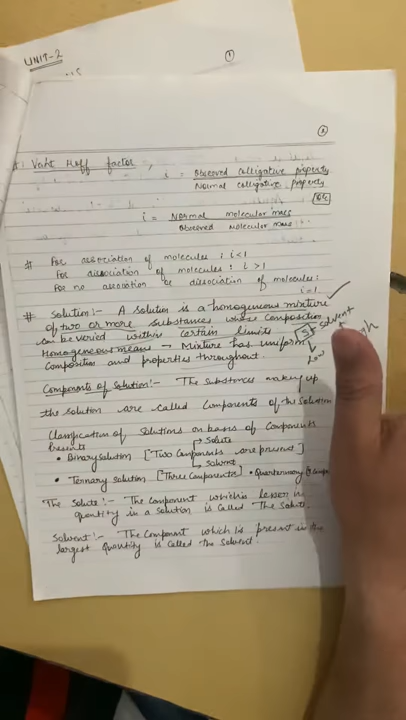 UNIT-2
1
2
Vant Hoff factor, i = Observed colligative property
Normal colligative property
i = Normal molecular mass
Observed molecular mass
# For association of molecules : i<1
For dissociation of molecules : i >1
For no association or dissociation of molecules:
i=1
# Solution:- A solution is a homogeneous mixture
of two or more substances whose composition
can be varied within certain limits
Homogeneous means → Mixture has uniform
composition and properties throughout.
solvent
low
Components of Solution:- The substances making up
the solution are called components of the solution
Classification of solutions on basis of components
presents
→ Solute
• Binary solution [Two components are present]
→ Solvent
• Ternary solution [Three components] • Quarternary
The solute:- The component which is lesser in
quantity in a solution is called the solute.
Solvent:- The component which is present in the
largest quantity is called the solvent.